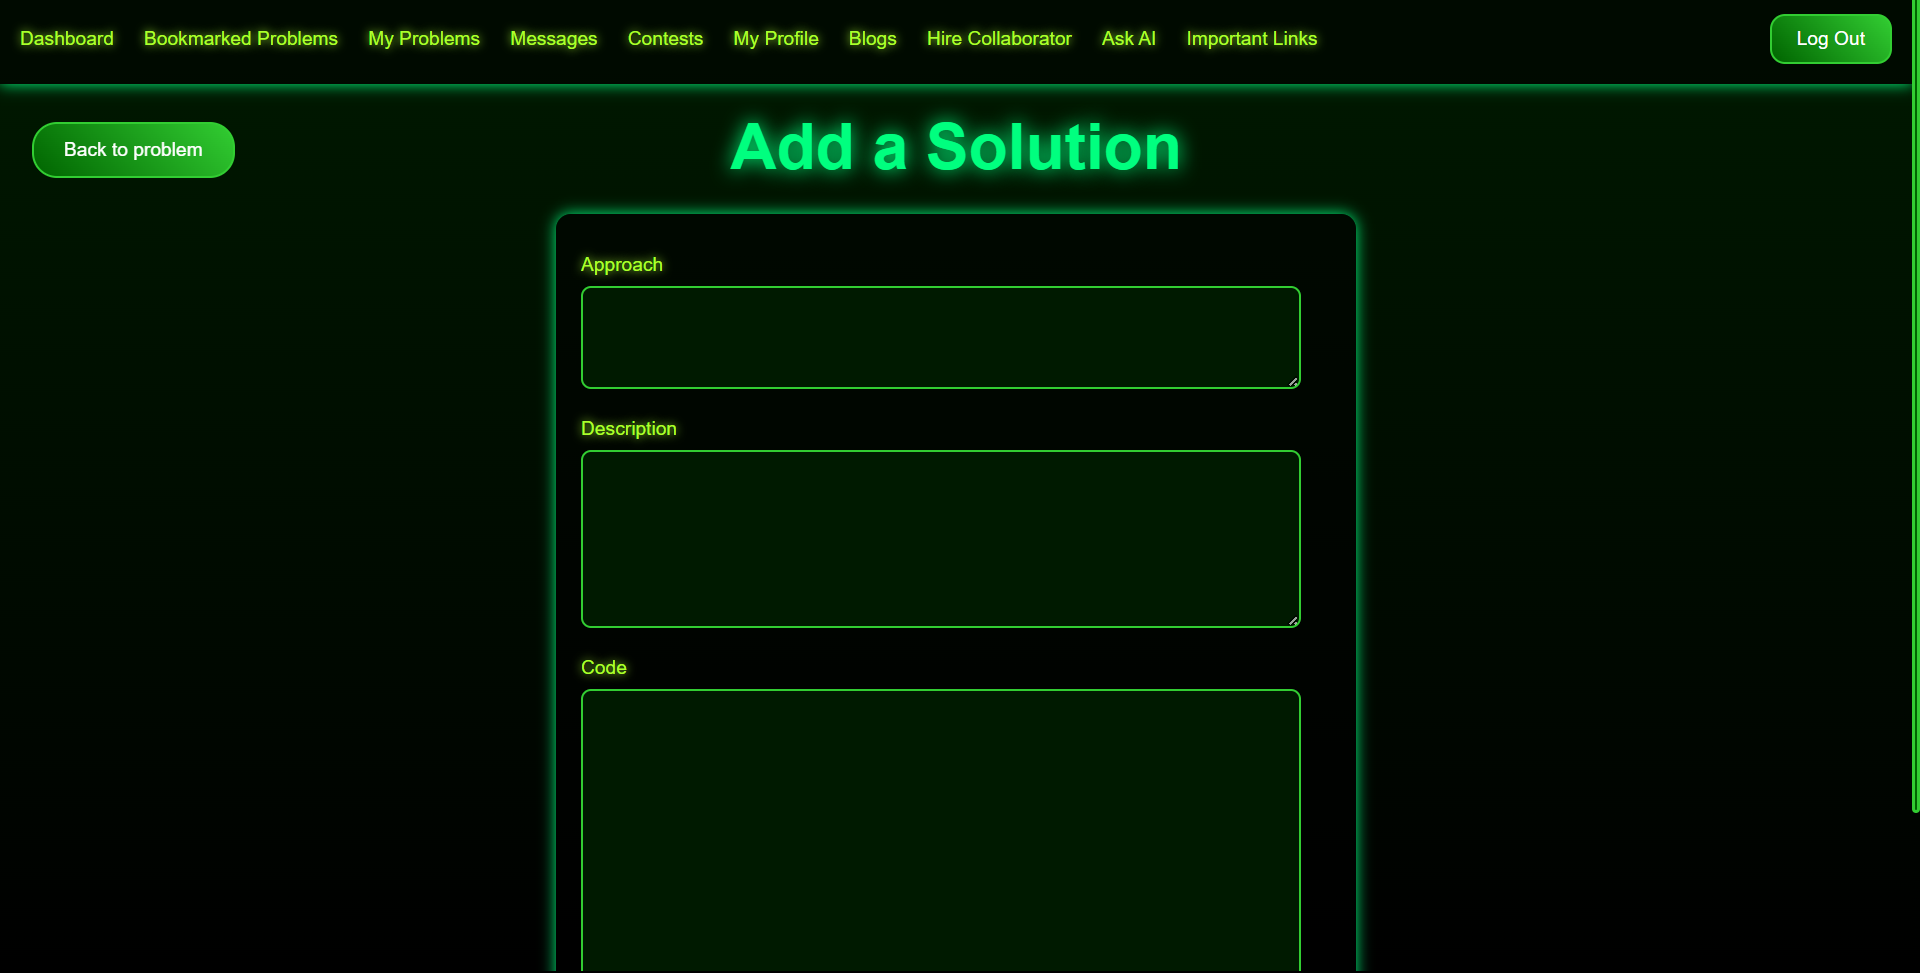 Dashboard Bookmarked Problems My Problems Messages Contests My Profile Blogs Hire Collaborator Ask AI Important Links Log Out
Back to problem
Add a Solution
Approach
Description
Code